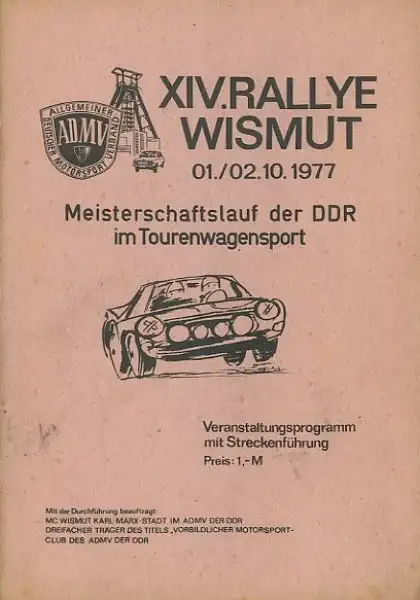 XIV. RALLYE
WISMUT
01./02.10.1977
ALLGEMEINER
DEUTSCHER MOTORSPORT VERBAND
ADMV
Meisterschaftslauf der DDR
im Tourenwagensport
Veranstaltungsprogramm
mit Streckenführung
Preis: 1,-M
Mit der Durchführung beauftragt:
MC WISMUT KARL-MARX-STADT IM ADMV DER DDR
DREIFACHER TRÄGER DES TITELS „VORBILDLICHER MOTORSPORT-
CLUB DES ADMV DER DDR